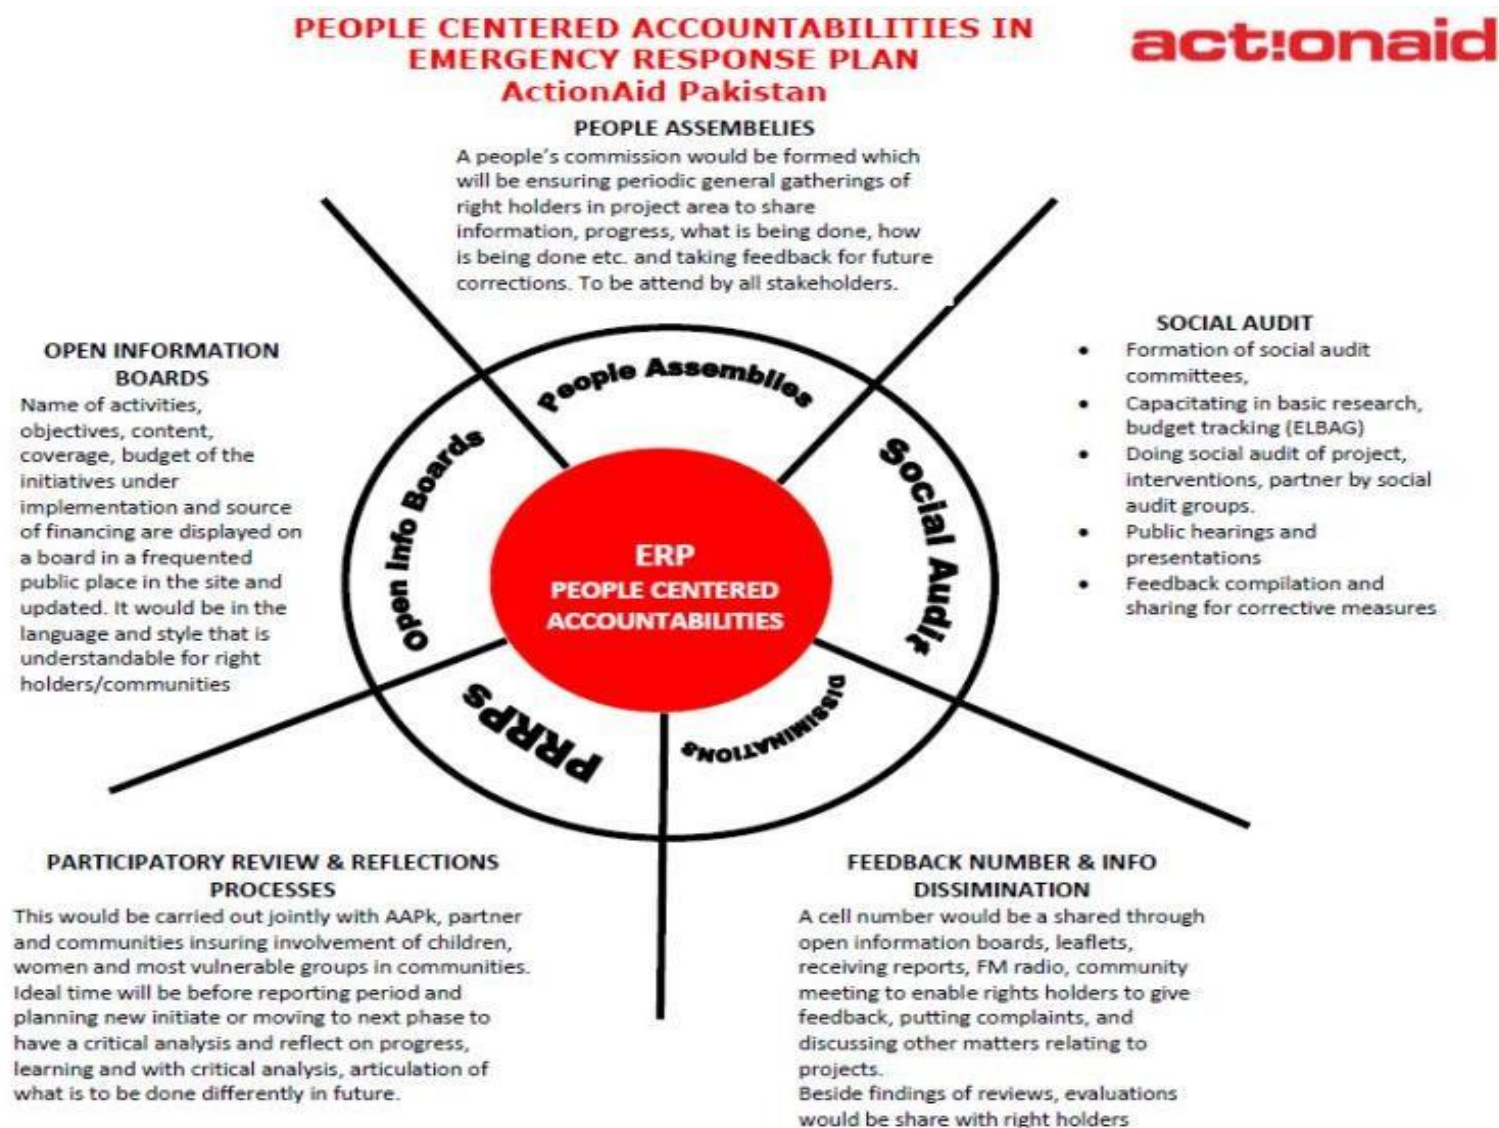 PEOPLE CENTERED ACCOUNTABILITIES IN
EMERGENCY RESPONSE PLAN
ActionAid Pakistan
act!onaid
PEOPLE ASSEMBELIES
A people's commission would be formed which
will be ensuring periodic general gatherings of
right holders in project area to share
information, progress, what is being done, how
is being done etc. and taking feedback for future
corrections. To be attend by all stakeholders.
OPEN INFORMATION
BOARDS
Name of activities,
objectives, content,
coverage, budget of the
initiatives under
implementation and source
of financing are displayed on
a board in a frequented
public place in the site and
updated. It would be in the
language and style that is
understandable for right
holders/communities
SOCIAL AUDIT
• Formation of social audit
committees,
• Capacitating in basic research,
budget tracking (ELBAG)
• Doing social audit of project,
interventions, partner by social
audit groups.
• Public hearings and
presentations
• Feedback compilation and
sharing for corrective measures
People Assemblies
Open Info Boards
Social Audit
ERP
PEOPLE CENTERED
ACCOUNTABILITIES
PRRPS
DISSIMINATIONS
PARTICIPATORY REVIEW & REFLECTIONS
PROCESSES
This would be carried out jointly with AAPk, partner
and communities insuring involvement of children,
women and most vulnerable groups in communities.
Ideal time will be before reporting period and
planning new initiate or moving to next phase to
have a critical analysis and reflect on progress,
learning and with critical analysis, articulation of
what is to be done differently in future.
FEEDBACK NUMBER & INFO
DISSIMINATION
A cell number would be a shared through
open information boards, leaflets,
receiving reports, FM radio, community
meeting to enable rights holders to give
feedback, putting complaints, and
discussing other matters relating to
projects.
Beside findings of reviews, evaluations
would be share with right holders